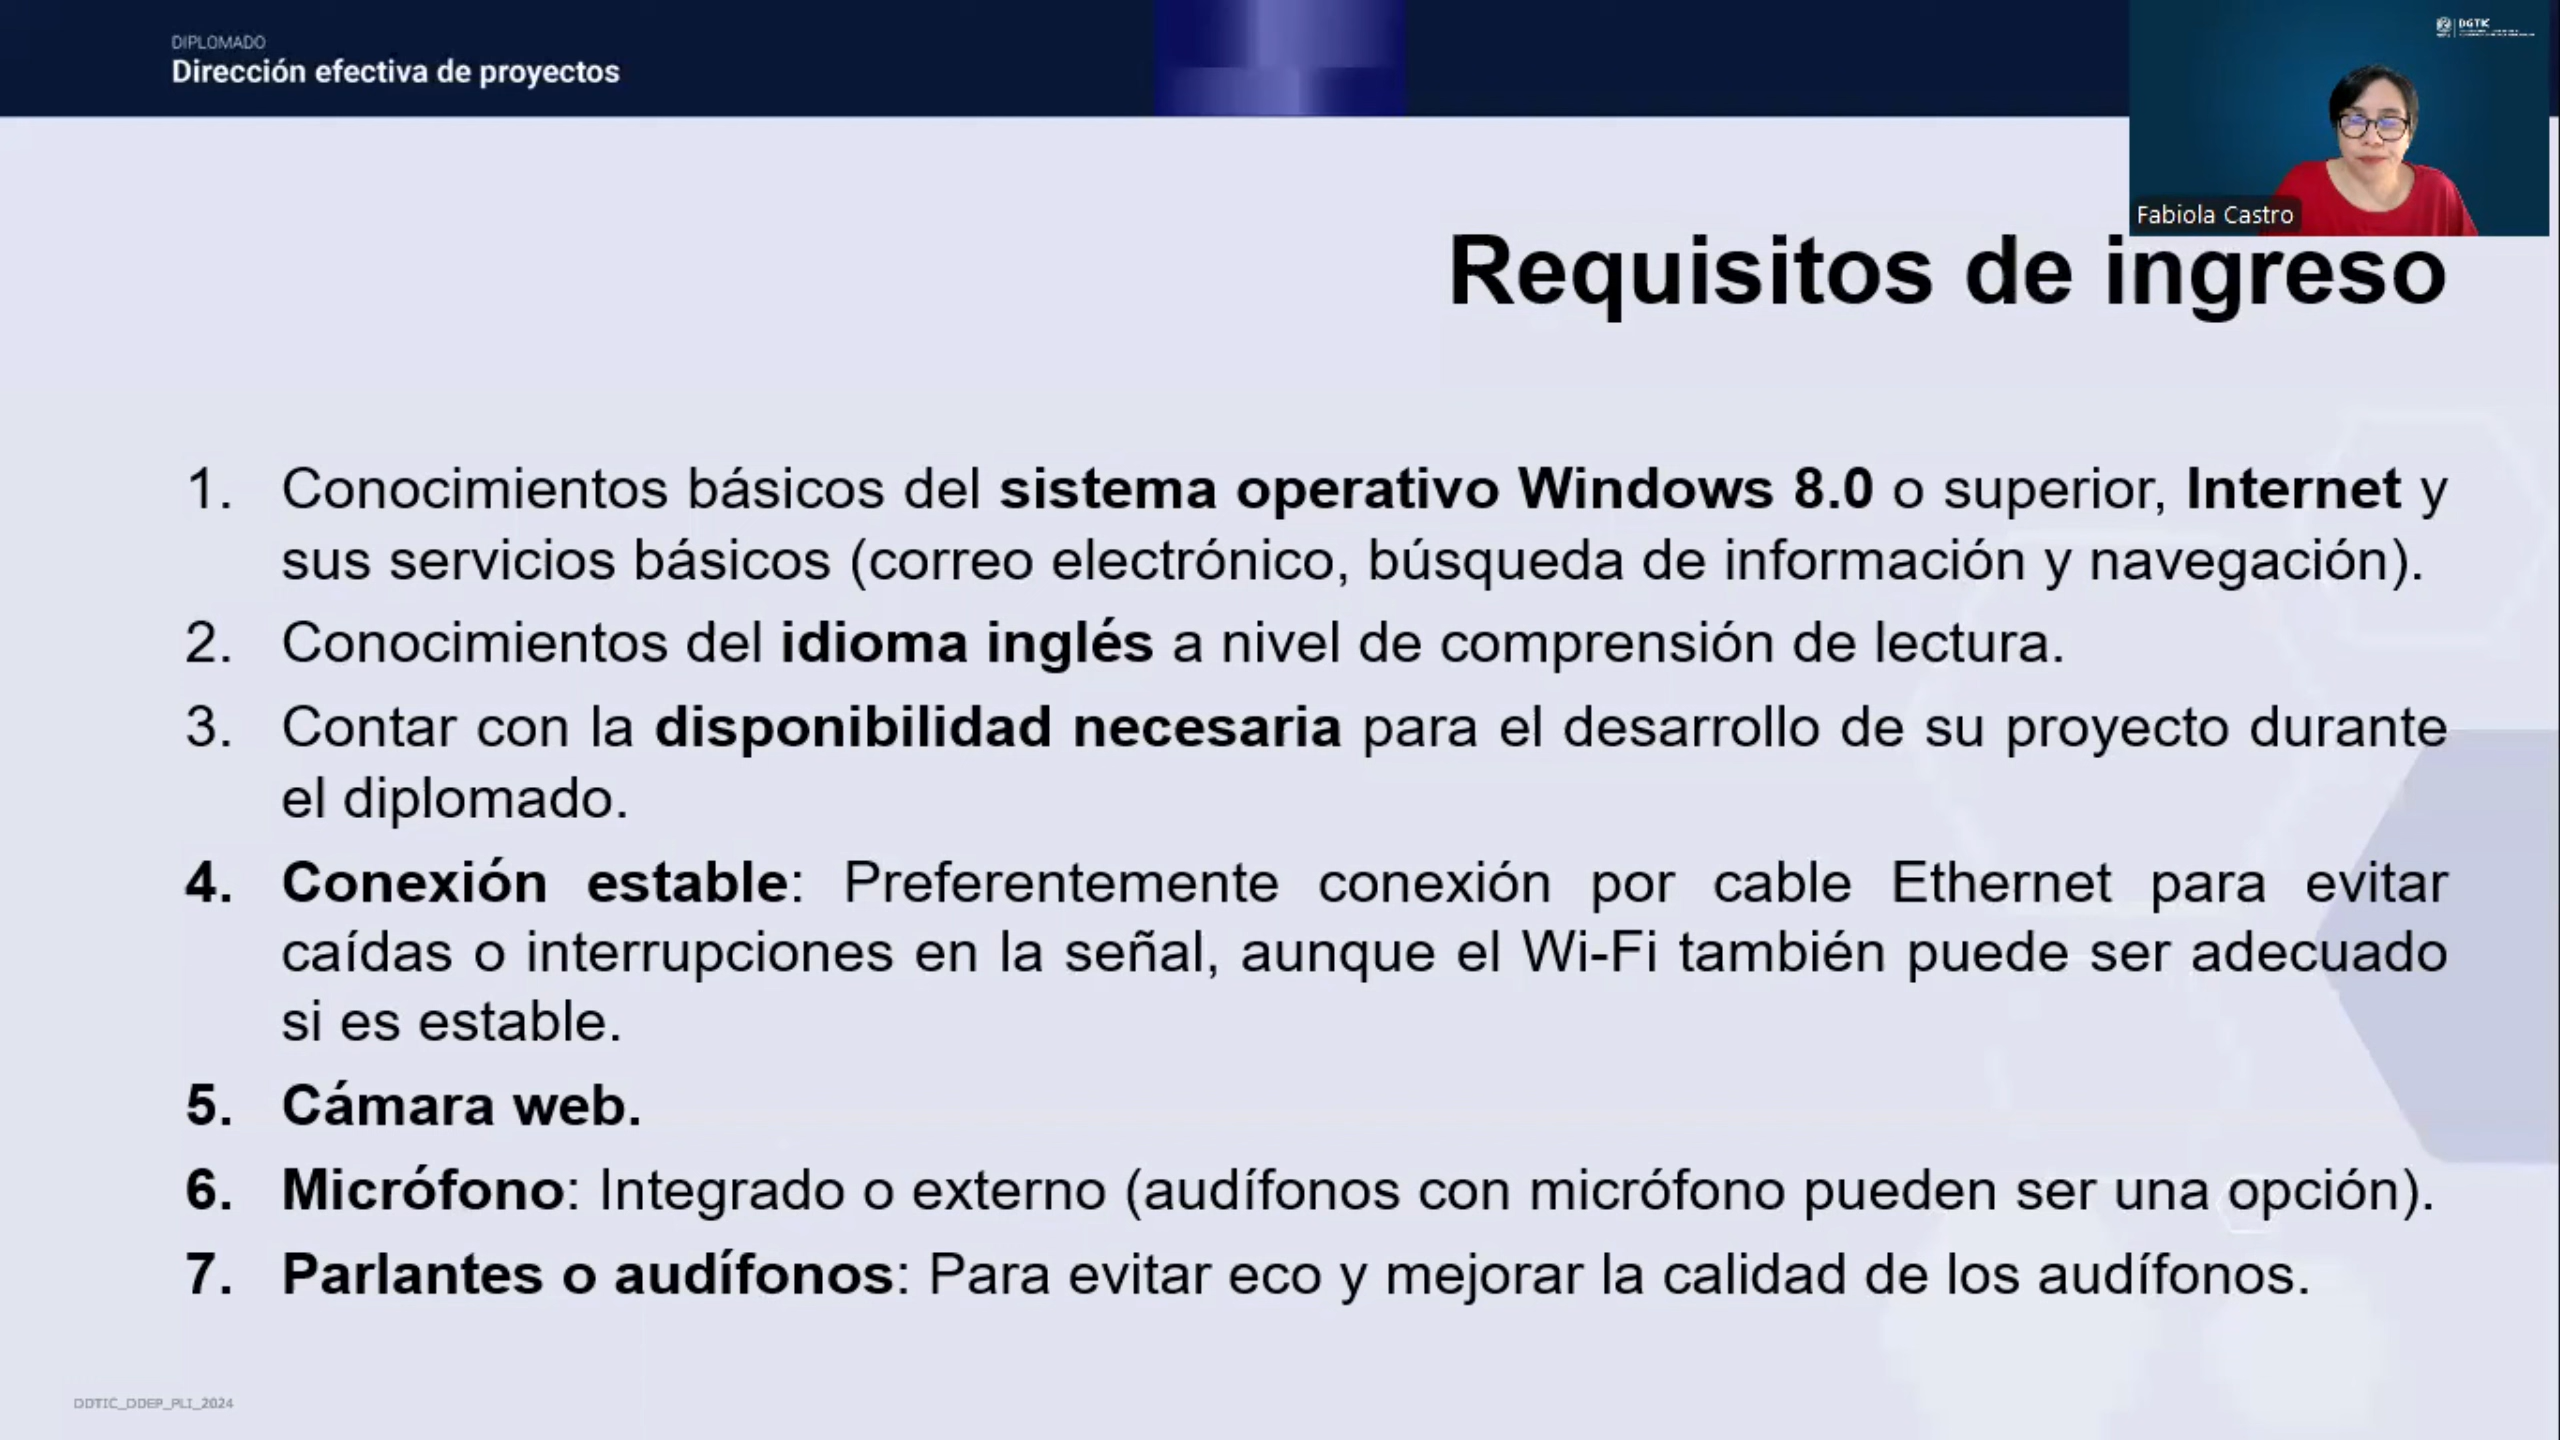 DIPLOMADO
Dirección efectiva de proyectos
DGTIC
Fabiola Castro
Requisitos de ingreso
1. Conocimientos básicos del sistema operativo Windows 8.0 o superior, Internet y
sus servicios básicos (correo electrónico, búsqueda de información y navegación).
2. Conocimientos del idioma inglés a nivel de comprensión de lectura.
3. Contar con la disponibilidad necesaria para el desarrollo de su proyecto durante
el diplomado.
4. Conexión estable: Preferentemente conexión por cable Ethernet para evitar
caídas o interrupciones en la señal, aunque el Wi-Fi también puede ser adecuado
si es estable.
5. Cámara web.
6. Micrófono: Integrado o externo (audífonos con micrófono pueden ser una opción).
7. Parlantes o audífonos: Para evitar eco y mejorar la calidad de los audífonos.
DDTIC_DDEP_PLI_2024